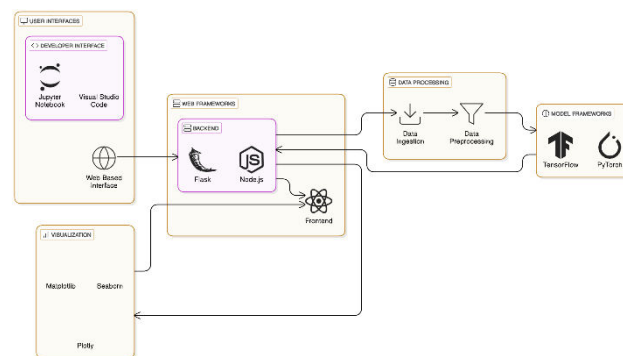 USER INTERFACES
DEVELOPER INTERFACE
Jupyter
Notebook
Visual Studio
Code
Web-Based
Interface
WEB FRAMEWORKS
BACKEND
Flask
JS
Node.js
Frontend
DATA PROCESSING
Data
Ingestion
Data
Preprocessing
MODEL FRAMEWORKS
TensorFlow
PyTorch
VISUALIZATION
Matplotlib
Seaborn
Plotly